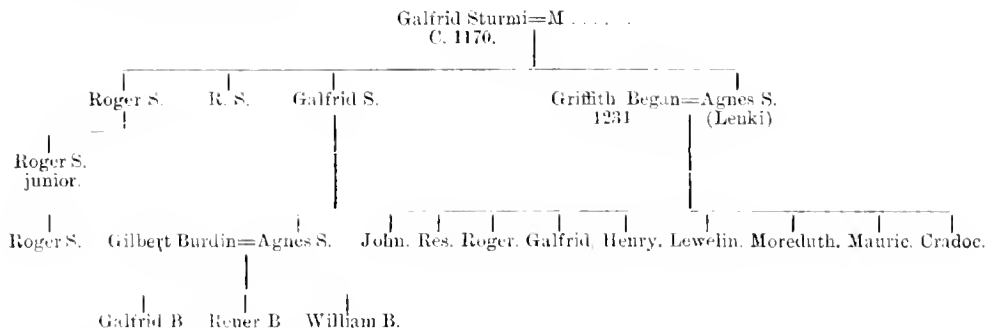 Galfrid Sturmi=M . . . . . .
C. 1170.
Roger S. R. S. Galfrid S. Griffith Began=Agnes S.
1231 (Lenki)
Roger S.
junior.
Roger S. Gilbert Burdin=Agnes S. John. Res. Roger. Galfrid, Henry. Lewelin. Moreduth. Mauric. Cradoc.
Galfrid B Reuer B William B.